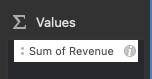 Σ Values
Sum of Revenue